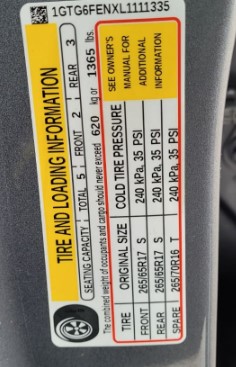 1GTG6FENXL1111335
TIRE AND LOADING INFORMATION
SEATING CAPACITY TOTAL 5 FRONT 2 REAR 3
The combined weight of occupants and cargo should never exceed 620 kg or 1365 lbs.
TIRE ORIGINAL SIZE COLD TIRE PRESSURE
FRONT 265/65R17 S 240 kPa, 35 PSI
REAR 265/65R17 S 240 kPa, 35 PSI
SPARE 265/70R16 T 240 kPa, 35 PSI
SEE OWNER'S
MANUAL FOR
ADDITIONAL
INFORMATION